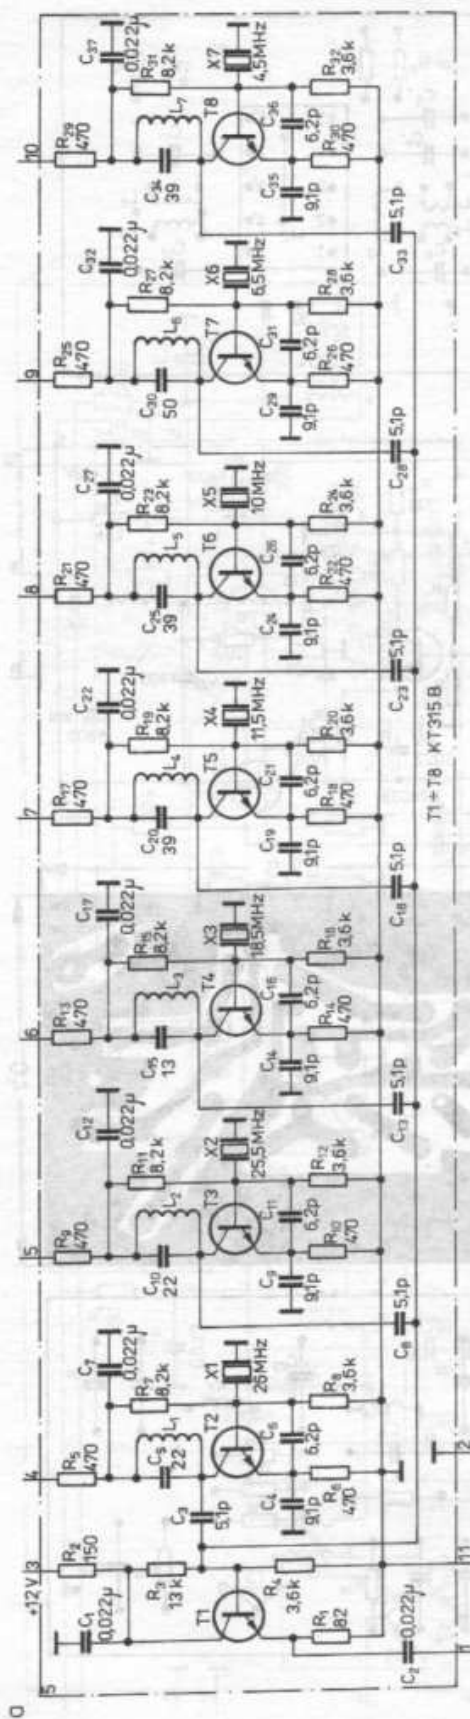 a
5
+12V 3
C1
0,022µ
R2
150
R3
13k
T1
R4
3,6k
R1
82
C2
0,022µ
1
11
2
4
R5
470
C7
0,022µ
R7
8,2k
L1
C5
22
C3
5,1p
T2
X1
26MHz
C4
9,1p
C6
6,2p
R6
470
R8
3,6k
5
R9
470
C12
0,022µ
R11
8,2k
L2
C10
22
T3
X2
25,5MHz
C9
9,1p
C11
6,2p
R10
470
R12
3,6k
C8
5,1p
6
R13
470
C17
0,022µ
R15
8,2k
L3
C15
13
T4
X3
18,5MHz
C14
9,1p
C16
6,2p
R14
470
R16
3,6k
C13
5,1p
7
R17
470
C22
0,022µ
R19
8,2k
L4
C20
39
T5
X4
11,5MHz
C19
9,1p
C21
6,2p
R18
470
R20
3,6k
C18
5,1p
8
R21
470
C27
0,022µ
R23
8,2k
L5
C25
39
T6
X5
10MHz
C24
9,1p
C26
6,2p
R22
470
R24
3,6k
C23
5,1p
9
R25
470
C32
0,022µ
R27
8,2k
L6
C30
50
T7
X6
6,5MHz
C29
9,1p
C31
6,2p
R26
470
R28
3,6k
C28
5,1p
10
R29
470
C37
0,022µ
R31
8,2k
L7
C34
39
T8
X7
4,5MHz
C35
9,1p
C36
6,2p
R30
470
R32
3,6k
C33
5,1p
T1÷T8 KT315B